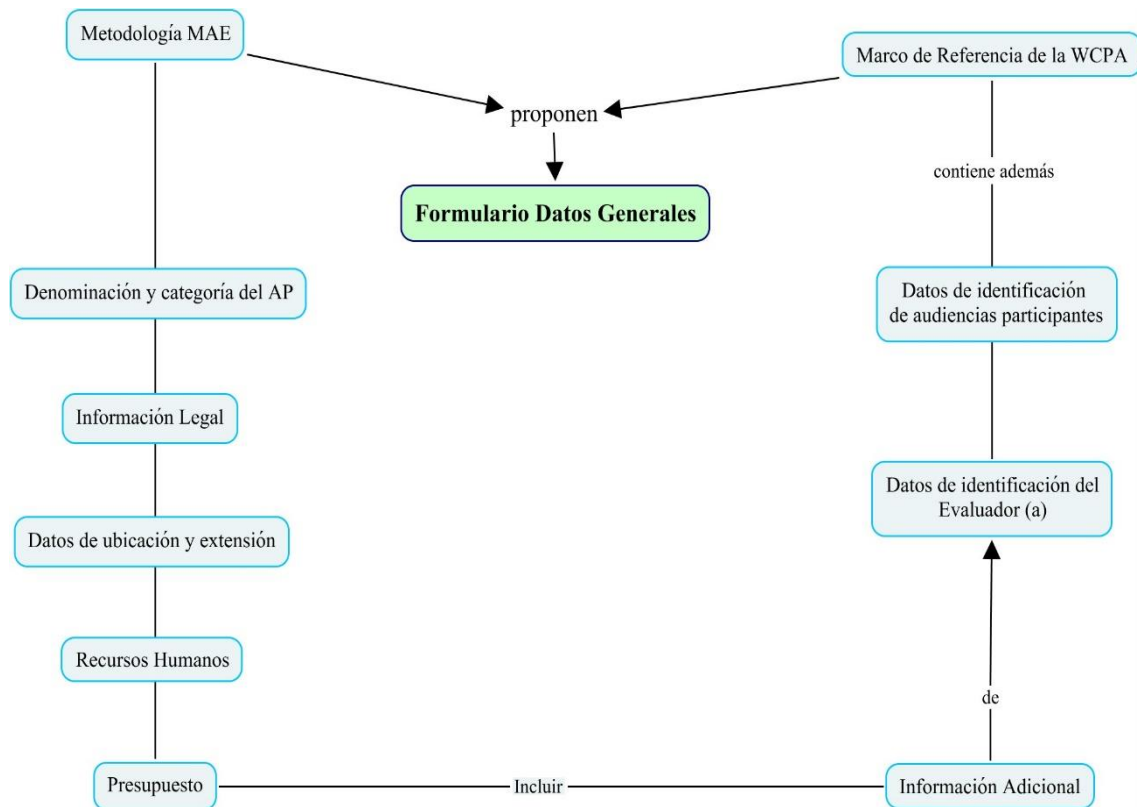 Metodología MAE
Marco de Referencia de la WCPA
proponen
contiene además
Formulario Datos Generales
Denominación y categoría del AP
Datos de identificación
de audiencias participantes
Información Legal
Datos de identificación del
Evaluador (a)
Datos de ubicación y extensión
Recursos Humanos
de
Presupuesto
Incluir
Información Adicional